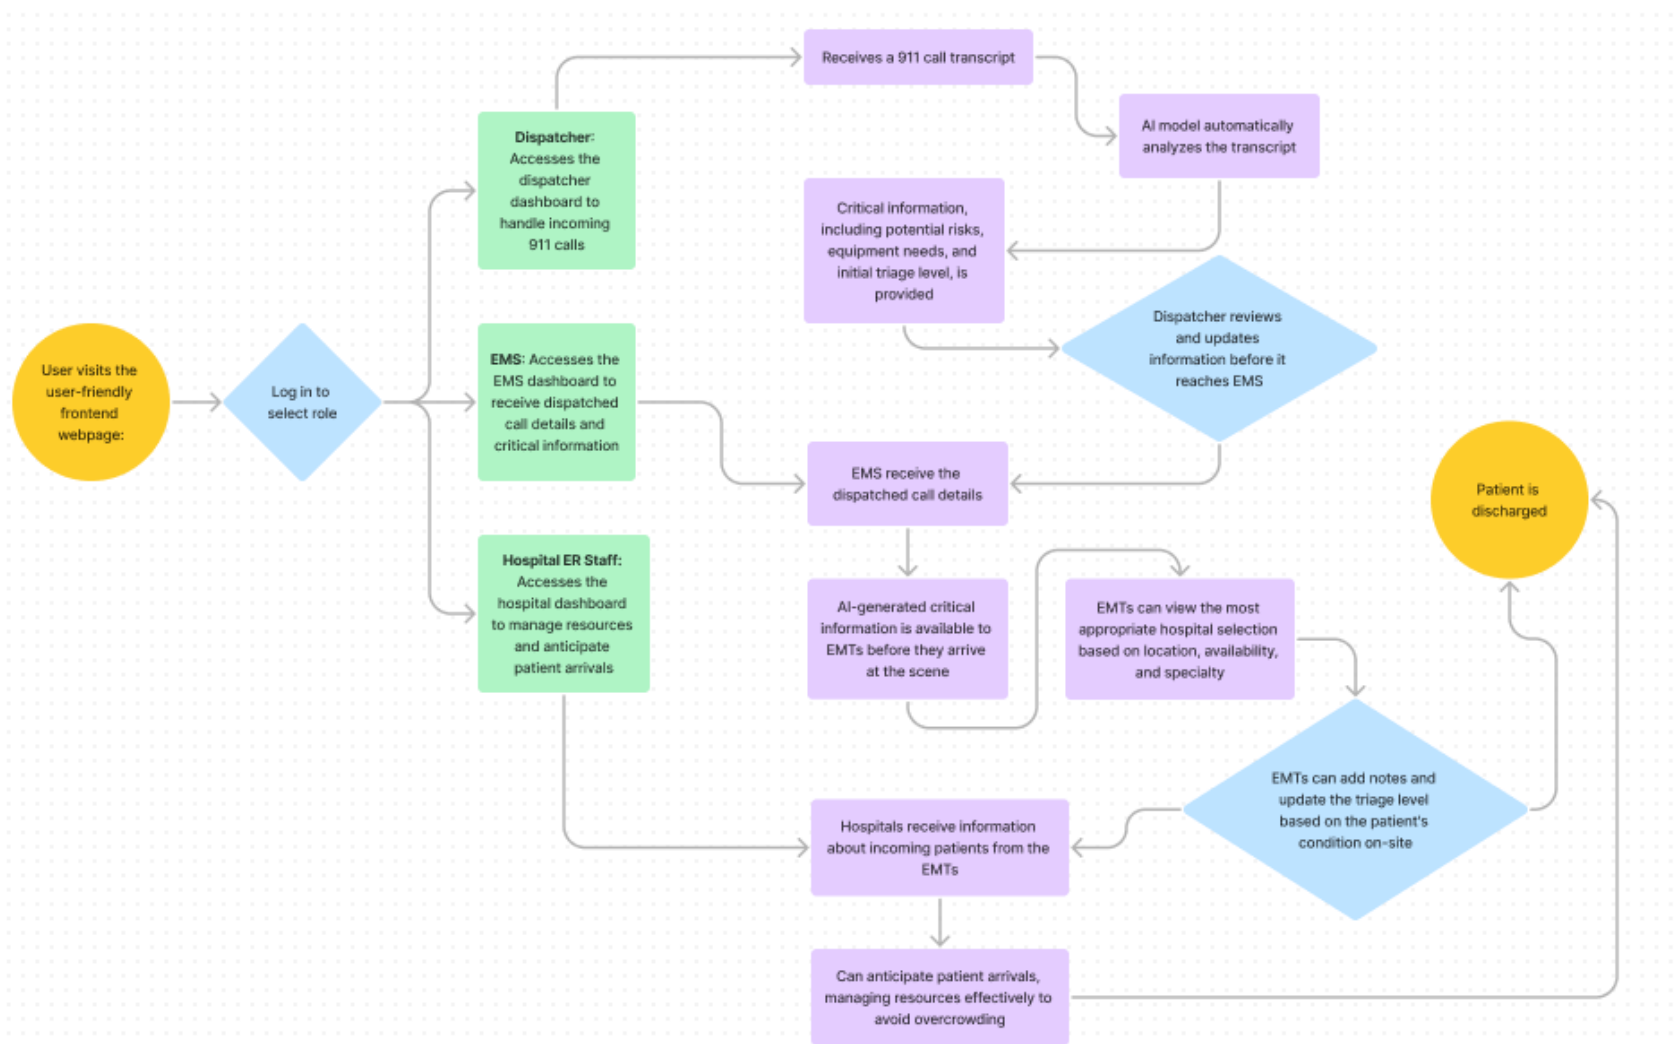 User visits the
user-friendly
frontend
webpage:
Log in to
select role
Dispatcher:
Accesses the
dispatcher
dashboard to
handle incoming
911 calls
EMS: Accesses the
EMS dashboard to
receive dispatched
call details and
critical information
Hospital ER Staff:
Accesses the
hospital dashboard
to manage resources
and anticipate
patient arrivals
Receives a 911 call transcript
AI model automatically
analyzes the transcript
Critical information,
including potential risks,
equipment needs, and
initial triage level, is
provided
Dispatcher reviews
and updates
information before it
reaches EMS
EMS receive the
dispatched call details
AI-generated critical
information is available to
EMTs before they arrive
at the scene
EMTs can view the most
appropriate hospital selection
based on location, availability,
and specialty
EMTs can add notes and
update the triage level
based on the patient's
condition on-site
Hospitals receive information
about incoming patients from the
EMTs
Can anticipate patient arrivals,
managing resources effectively to
avoid overcrowding
Patient is
discharged